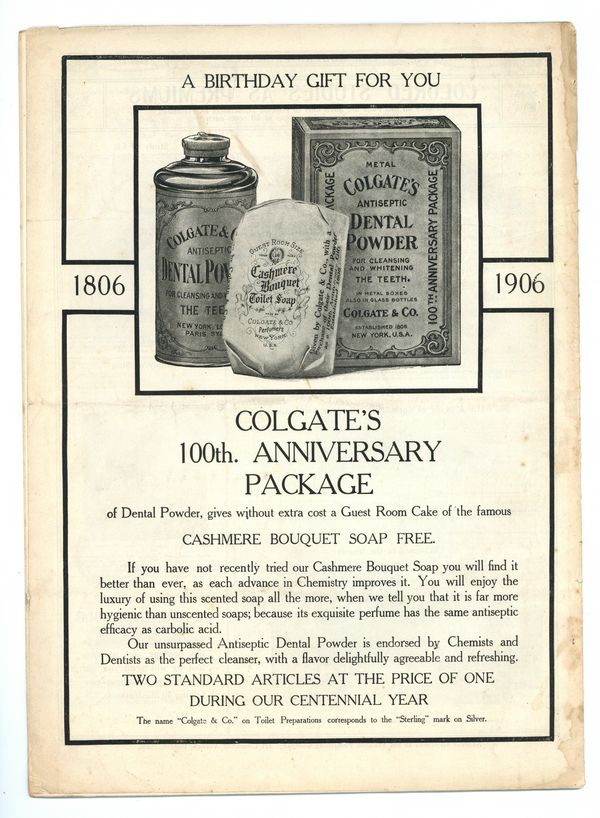 A BIRTHDAY GIFT FOR YOU
1806
1906
COLGATE & C
ANTISEPTIC
DENTAL POW
FOR CLEANSING AND
THE TEE
NEW YORK, LO
PARIS, SY
GUEST ROOM SIZE
Cashmere
Bouquet
Toilet Soap
COLGATE & CO
Perfumers
NEW YORK
U.S.A.
Given by Colgate & Co. with a
METAL
COLGATE'S
ANTISEPTIC
DENTAL
POWDER
FOR CLEANSING
AND WHITENING
THE TEETH.
IN METAL BOXES
ALSO IN GLASS BOTTLES
COLGATE & CO.
ESTABLISHED 1806
NEW YORK, U.S.A.
100TH ANNIVERSARY PACKAGE
PACKAGE
COLGATE'S
100th. ANNIVERSARY
PACKAGE
of Dental Powder, gives without extra cost a Guest Room Cake of the famous
CASHMERE BOUQUET SOAP FREE.
If you have not recently tried our Cashmere Bouquet Soap you will find it
better than ever, as each advance in Chemistry improves it. You will enjoy the
luxury of using this scented soap all the more, when we tell you that it is far more
hygienic than unscented soaps; because its exquisite perfume has the same antiseptic
efficacy as carbolic acid.
Our unsurpassed Antiseptic Dental Powder is endorsed by Chemists and
Dentists as the perfect cleanser, with a flavor delightfully agreeable and refreshing.
TWO STANDARD ARTICLES AT THE PRICE OF ONE
DURING OUR CENTENNIAL YEAR
The name "Colgate & Co." on Toilet Preparations corresponds to the "Sterling" mark on Silver.